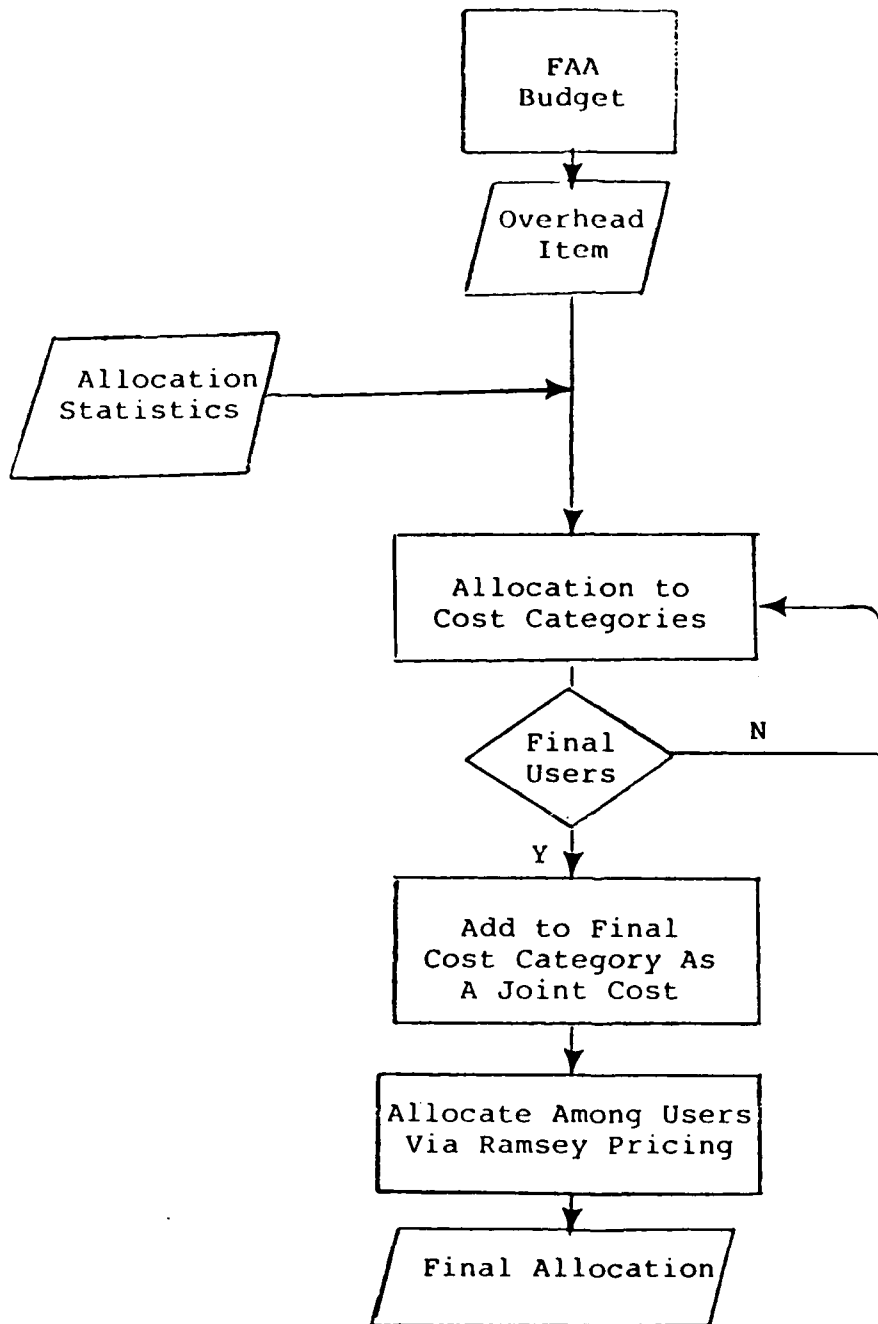 FAA
Budget
Overhead
Item
Allocation
Statistics
Allocation to
Cost Categories
Final
Users
N
Y
Add to Final
Cost Category As
A Joint Cost
Allocate Among Users
Via Ramsey Pricing
Final Allocation